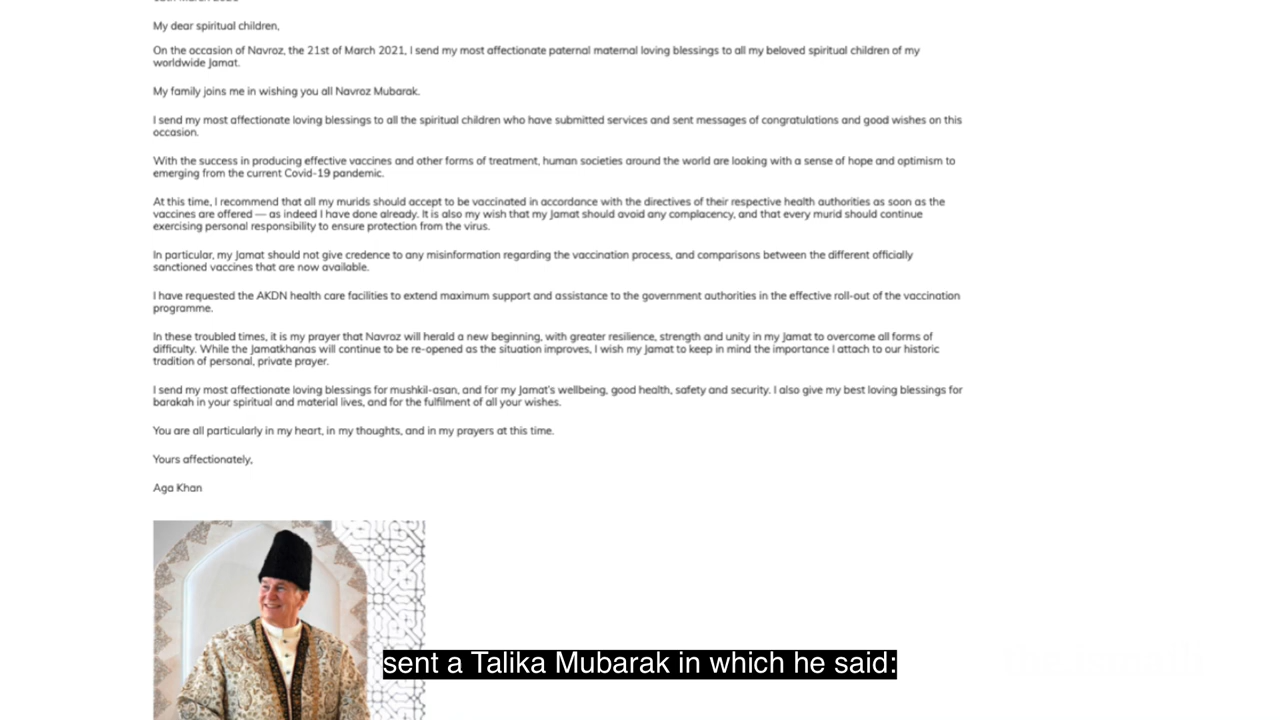 My dear spiritual children,
On the occasion of Navroz, the 21st of March 2021, I send my most affectionate paternal maternal loving blessings to all my beloved spiritual children of my
worldwide Jamat.
My family joins me in wishing you all Navroz Mubarak.
I send my most affectionate loving blessings to all the spiritual children who have submitted services and sent messages of congratulations and good wishes on this
occasion.
With the success in producing effective vaccines and other forms of treatment, human societies around the world are looking with a sense of hope and optimism to
emerging from the current Covid-19 pandemic.
At this time, I recommend that all my murids should accept to be vaccinated in accordance with the directives of their respective health authorities as soon as the
vaccines are offered — as indeed I have done already. It is also my wish that my Jamat should avoid any complacency, and that every murid should continue
exercising personal responsibility to ensure protection from the virus.
In particular, my Jamat should not give credence to any misinformation regarding the vaccination process, and comparisons between the different officially
sanctioned vaccines that are now available.
I have requested the AKDN health care facilities to extend maximum support and assistance to the government authorities in the effective roll-out of the vaccination
programme.
In these troubled times, it is my prayer that Navroz will herald a new beginning, with greater resilience, strength and unity in my Jamat to overcome all forms of
difficulty. While the Jamatkhanas will continue to be re-opened as the situation improves, I wish my Jamat to keep in mind the importance I attach to our historic
tradition of personal, private prayer.
I send my most affectionate loving blessings for mushkil-asan, and for my Jamat's wellbeing, good health, safety and security. I also give my best loving blessings for
barakah in your spiritual and material lives, and for the fulfilment of all your wishes.
You are all particularly in my heart, in my thoughts, and in my prayers at this time.
Yours affectionately,
Aga Khan
sent a Talika Mubarak in which he said: